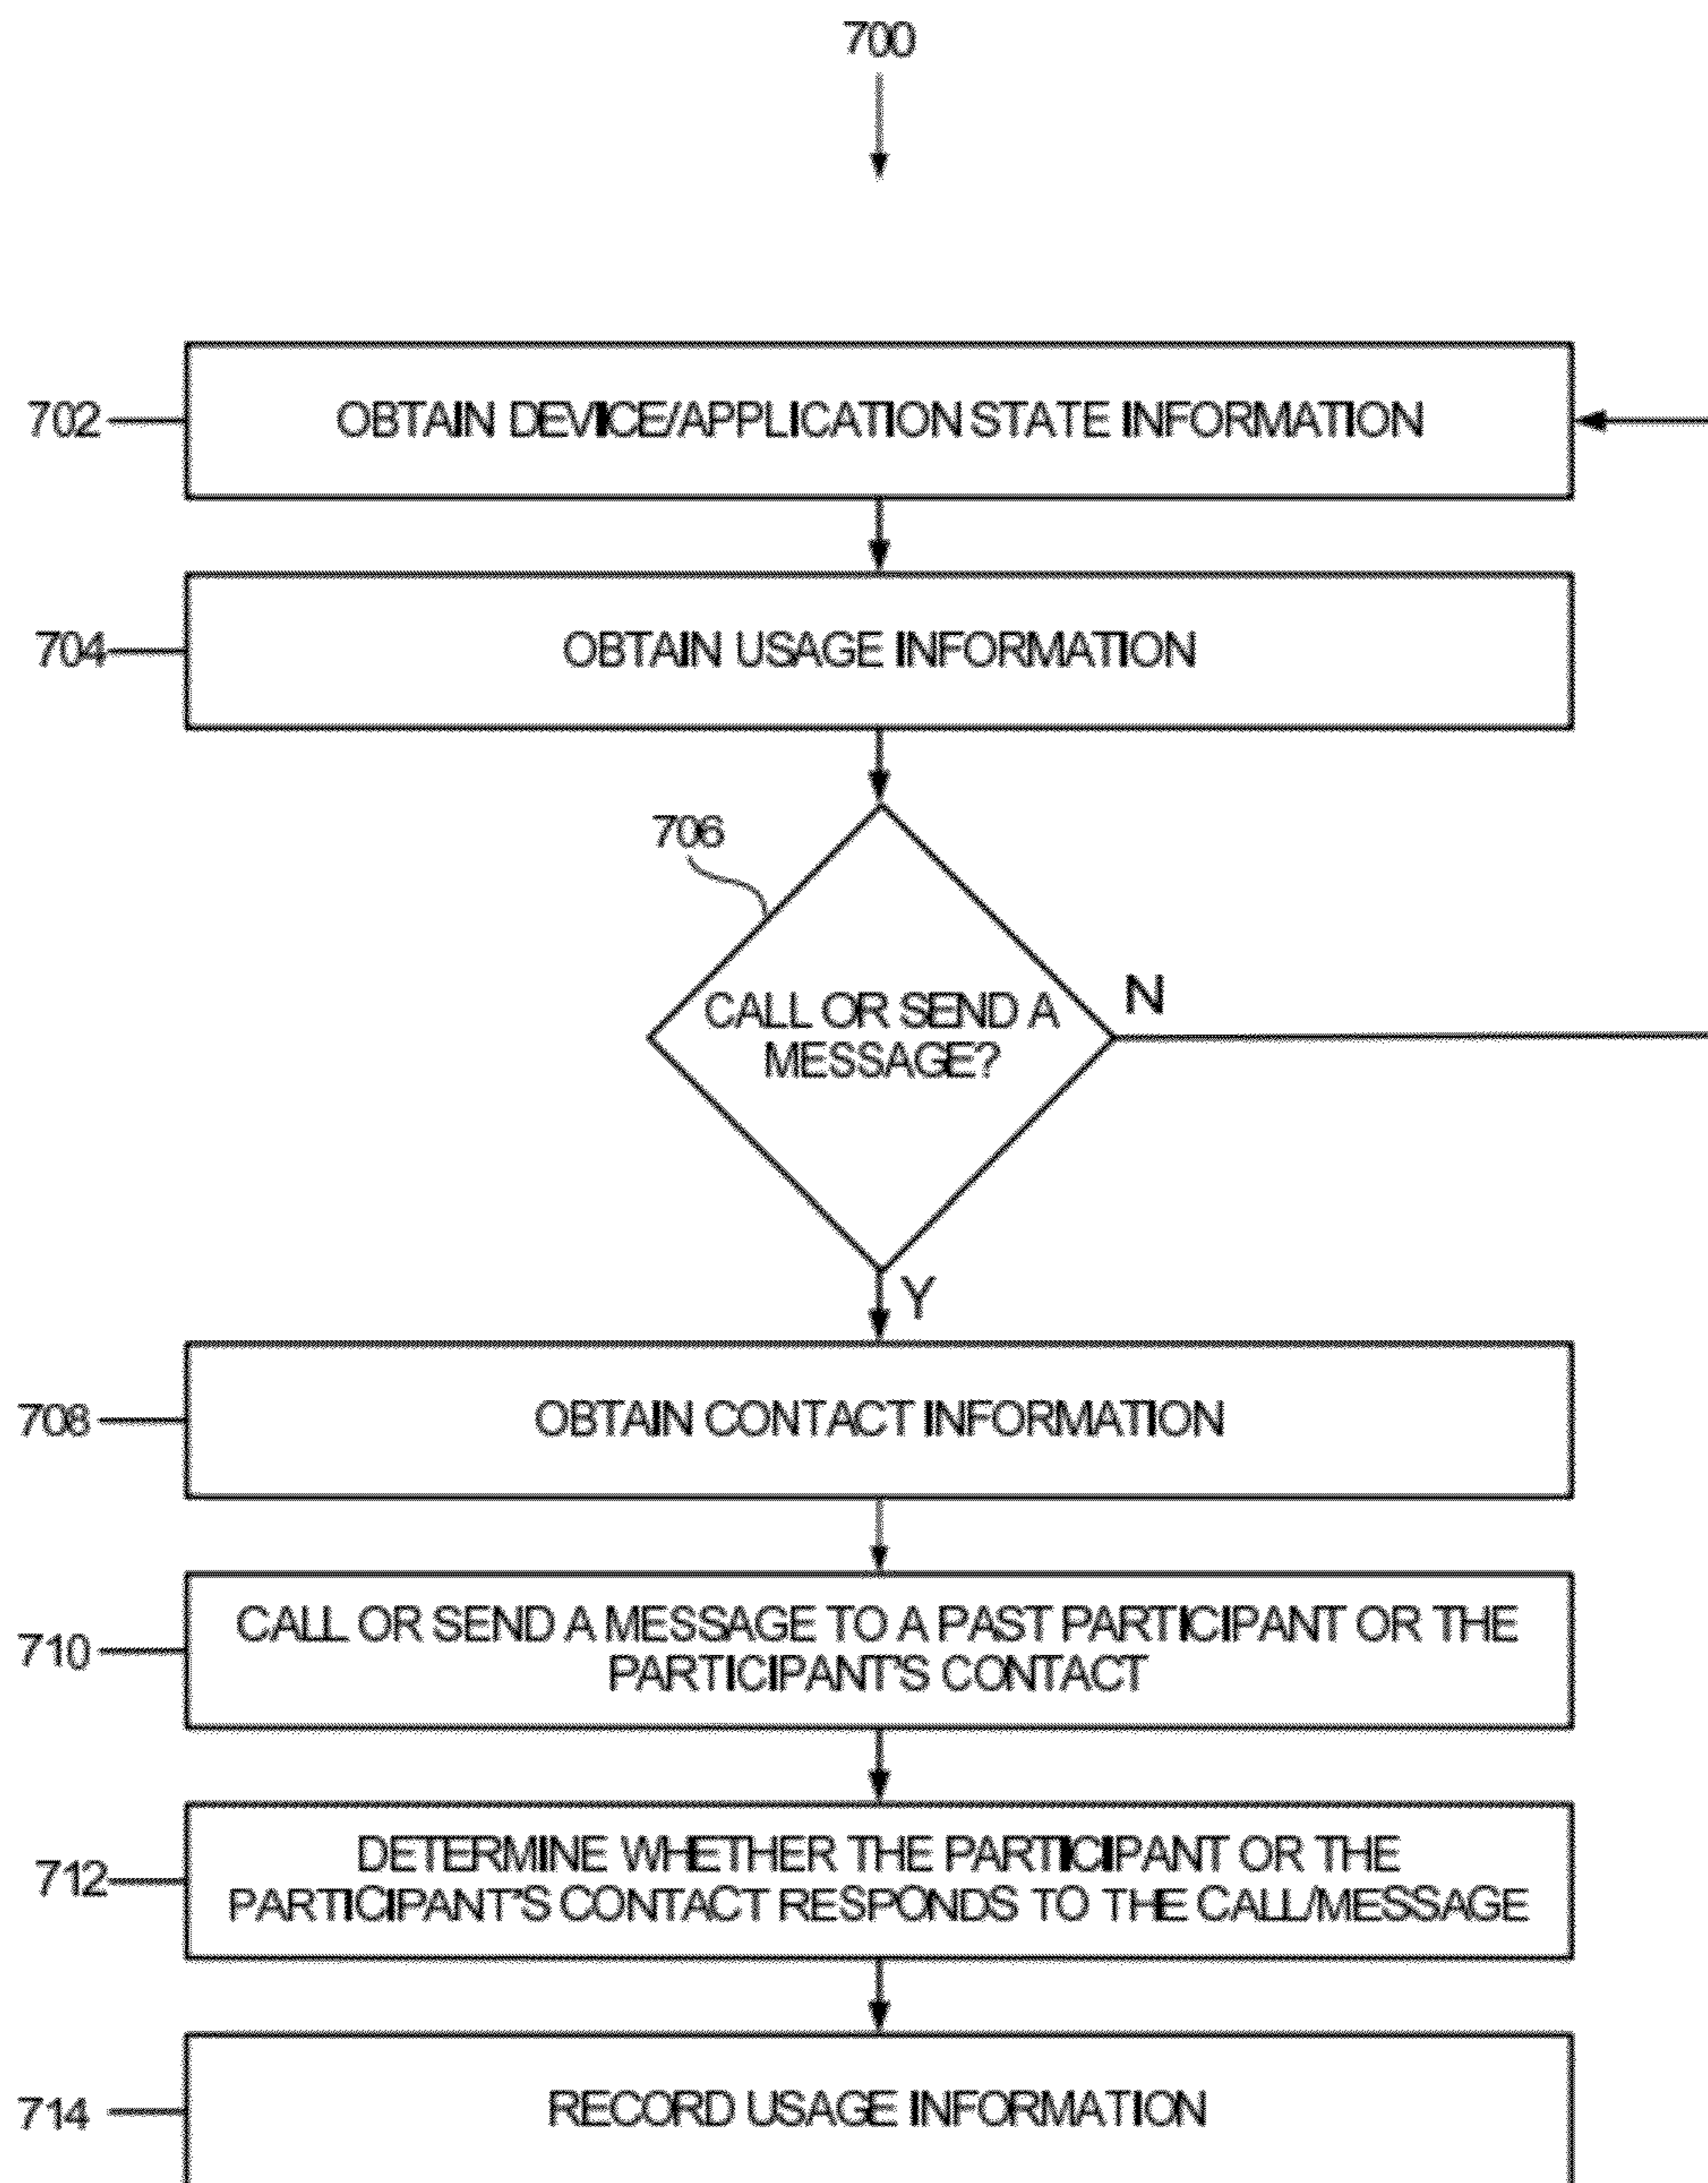 700
702
OBTAIN DEVICE/APPLICATION STATE INFORMATION
704
OBTAIN USAGE INFORMATION
706
CALL OR SEND A
MESSAGE?
N
Y
708
OBTAIN CONTACT INFORMATION
710
CALL OR SEND A MESSAGE TO A PAST PARTICIPANT OR THE
PARTICIPANT'S CONTACT
712
DETERMINE WHETHER THE PARTICIPANT OR THE
PARTICIPANT'S CONTACT RESPONDS TO THE CALL/MESSAGE
714
RECORD USAGE INFORMATION